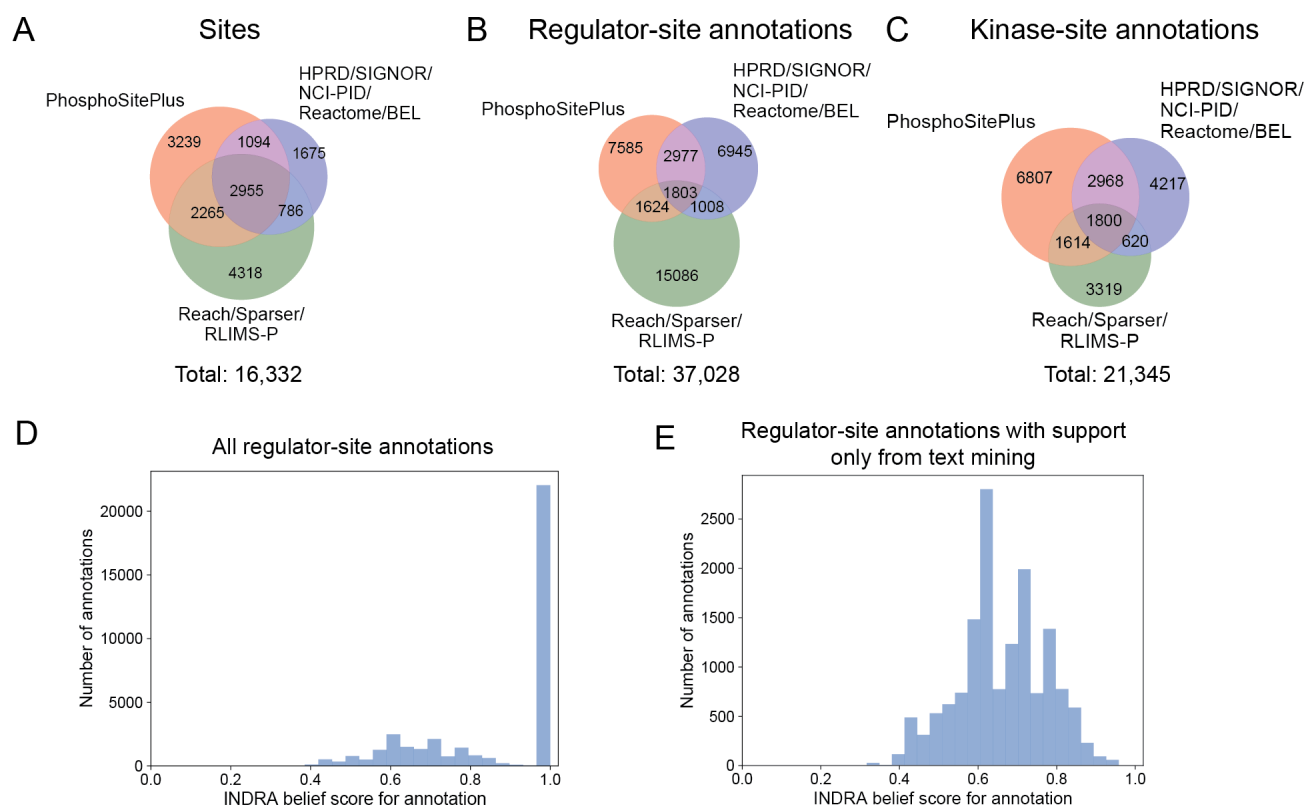 A
Sites
PhosphoSitePlus
HPRD/SIGNOR/
NCI-PID/
Reactome/BEL
3239
1094
1675
2955
2265
786
4318
Reach/Sparser/
RLIMS-P
Total: 16,332
B
Regulator-site annotations
PhosphoSitePlus
HPRD/SIGNOR/
NCI-PID/
Reactome/BEL
7585
2977
6945
1803
1624
1008
15086
Reach/Sparser/
RLIMS-P
Total: 37,028
C
Kinase-site annotations
PhosphoSitePlus
HPRD/SIGNOR/
NCI-PID/
Reactome/BEL
6807
2968
4217
1800
1614
620
3319
Reach/Sparser/
RLIMS-P
Total: 21,345
D
All regulator-site annotations
Number of annotations
20000
15000
10000
5000
0
0.0 0.2 0.4 0.6 0.8 1.0
INDRA belief score for annotation
E
Regulator-site annotations with support
only from text mining
Number of annotations
2500
2000
1500
1000
500
0
0.0 0.2 0.4 0.6 0.8 1.0
INDRA belief score for annotation